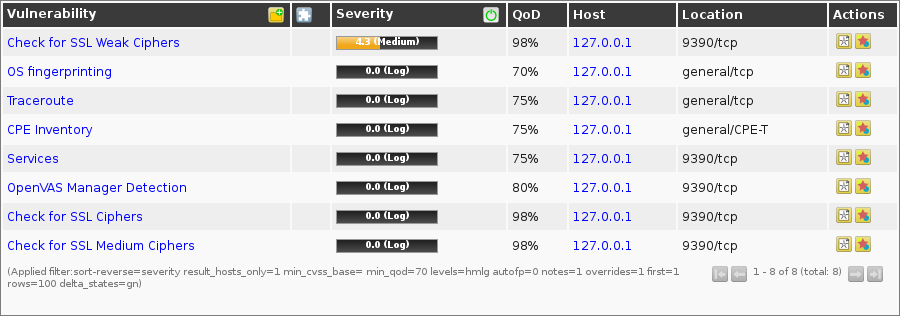 Vulnerability Severity QoD Host Location Actions
Check for SSL Weak Ciphers 4.3 (Medium) 98% 127.0.0.1 9390/tcp
OS fingerprinting 0.0 (Log) 70% 127.0.0.1 general/tcp
Traceroute 0.0 (Log) 75% 127.0.0.1 general/tcp
CPE Inventory 0.0 (Log) 75% 127.0.0.1 general/CPE-T
Services 0.0 (Log) 75% 127.0.0.1 9390/tcp
OpenVAS Manager Detection 0.0 (Log) 80% 127.0.0.1 9390/tcp
Check for SSL Ciphers 0.0 (Log) 98% 127.0.0.1 9390/tcp
Check for SSL Medium Ciphers 0.0 (Log) 98% 127.0.0.1 9390/tcp
(Applied filter:sort-reverse=severity result_hosts_only=1 min_cvss_base= min_qod=70 levels=hmlg autofp=0 notes=1 overrides=1 first=1 1 - 8 of 8 (total: 8)
rows=100 delta_states=gn)